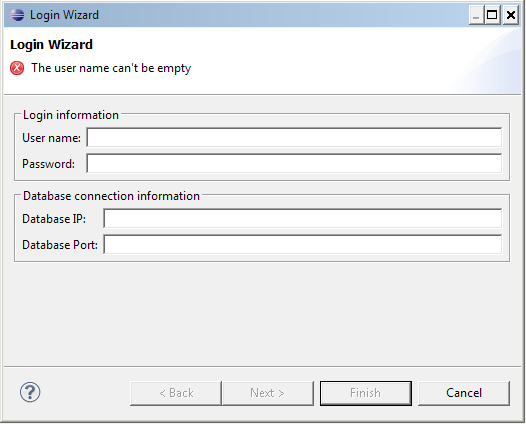 Login Wizard
Login Wizard
The user name can't be empty
Login information
User name:
Password:
Database connection information
Database IP:
Database Port:
? < Back Next > Finish Cancel